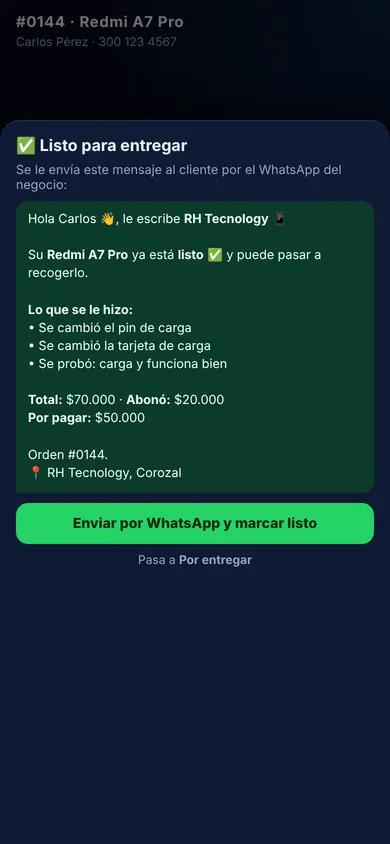 #0144 · Redmi A7 Pro
Carlos Pérez · 300 123 4567
✅ Listo para entregar
Se le envía este mensaje al cliente por el WhatsApp del
negocio:
Hola Carlos 👋, le escribe RH Tecnology 📱
Su Redmi A7 Pro ya está listo ✅ y puede pasar a
recogerlo.
Lo que se le hizo:
• Se cambió el pin de carga
• Se cambió la tarjeta de carga
• Se probó: carga y funciona bien
Total: $70.000 · Abonó: $20.000
Por pagar: $50.000
Orden #0144.
📍 RH Tecnology, Corozal
Enviar por WhatsApp y marcar listo
Pasa a Por entregar